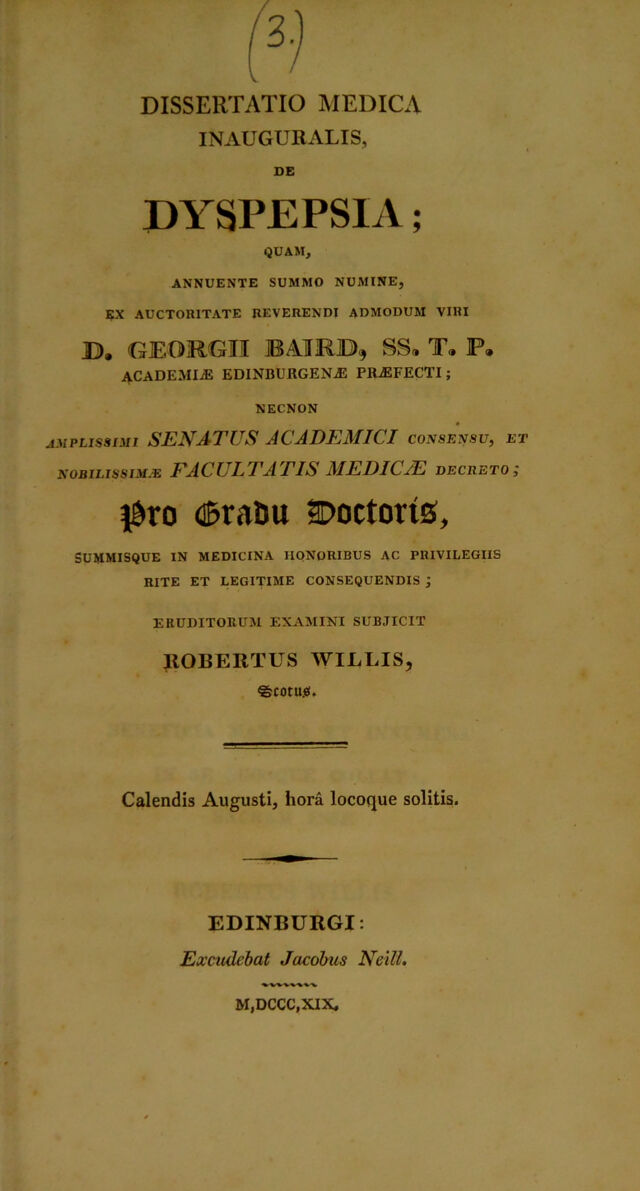 (3.)
DISSERTATIO MEDICA
INAUGURALIS,
DE
DYSPEPSIA;
QUAM,
ANNUENTE SUMMO NUMINE,
EX AUCTORITATE REVERENDI ADMODUM VIRI
D. GEORGII BAIRD, SS. T. P.
ACADEMIÆ EDINBURGENÆ PRÆFECTI;
NECNON
AMPLISSIMI SENATUS ACADEMICI CONSENSU, ET
NOBILISSIMÆ FACULTATIS MEDICÆ DECRETO;
Pro Gradu Doctoris,
SUMMISQUE IN MEDICINA HONORIBUS AC PRIVILEGIIS
RITE ET LEGITIME CONSEQUENDIS;
ERUDITORUM EXAMINI SUBJICIT
ROBERTUS WILLIS,
Scotus.
Calendis Augusti, horâ locoque solitis.
EDINBURGI:
Excudebat Jacobus Neill.
M,DCCC,XIX.